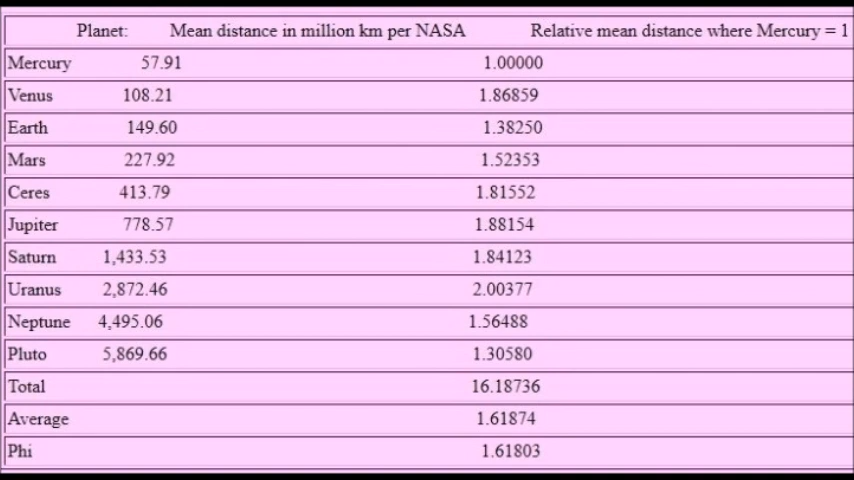 Planet: Mean distance in million km per NASA Relative mean distance where Mercury = 1
Mercury 57.91 1.00000
Venus 108.21 1.86859
Earth 149.60 1.38250
Mars 227.92 1.52353
Ceres 413.79 1.81552
Jupiter 778.57 1.88154
Saturn 1,433.53 1.84123
Uranus 2,872.46 2.00377
Neptune 4,495.06 1.56488
Pluto 5,869.66 1.30580
Total 16.18736
Average 1.61874
Phi 1.61803